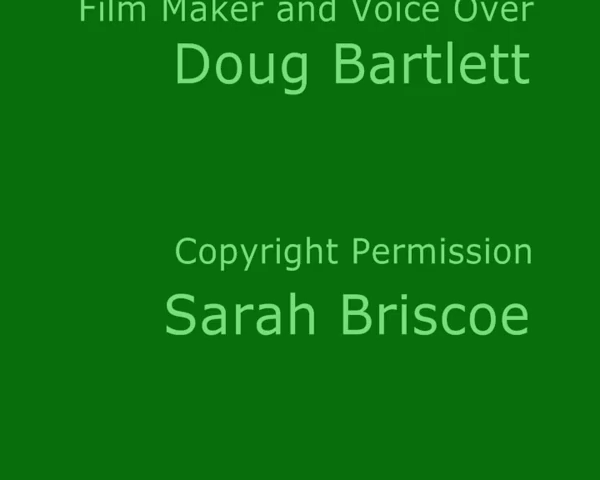 Film Maker and Voice Over
Doug Bartlett
Copyright Permission
Sarah Briscoe